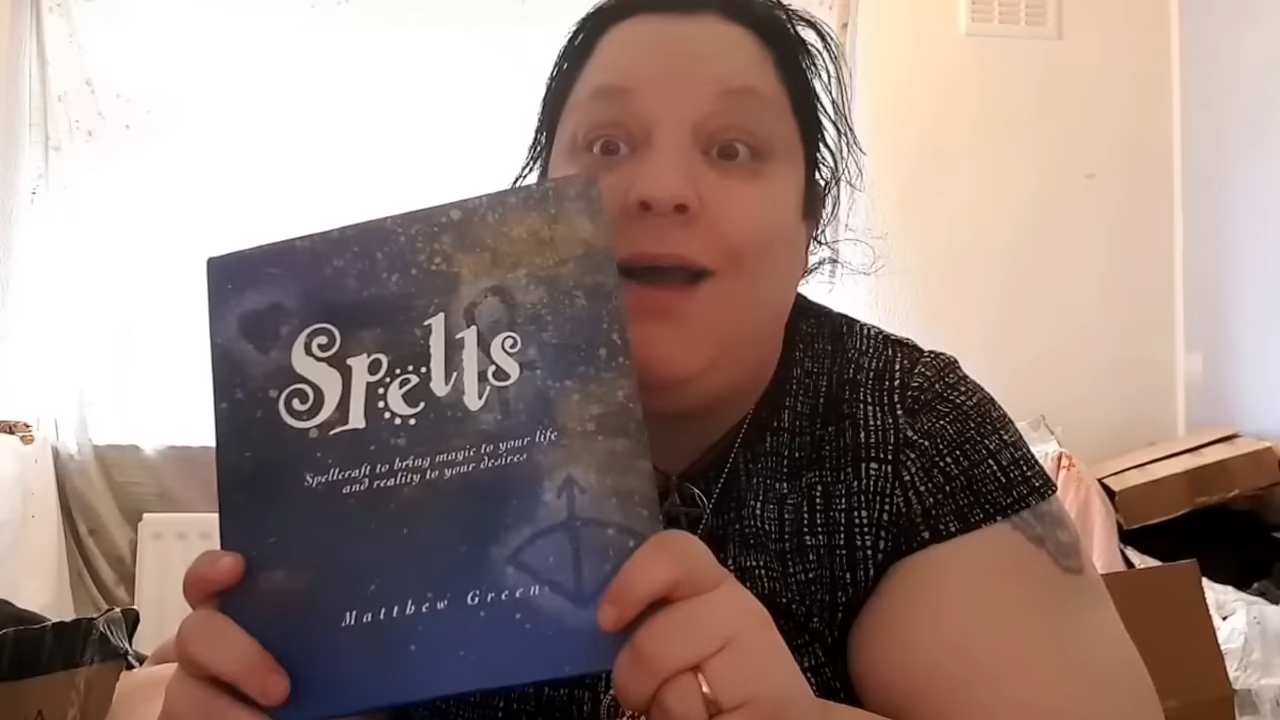 Spells
Spellcraft to bring magic to your life
and reality to your desires
Matthew Green